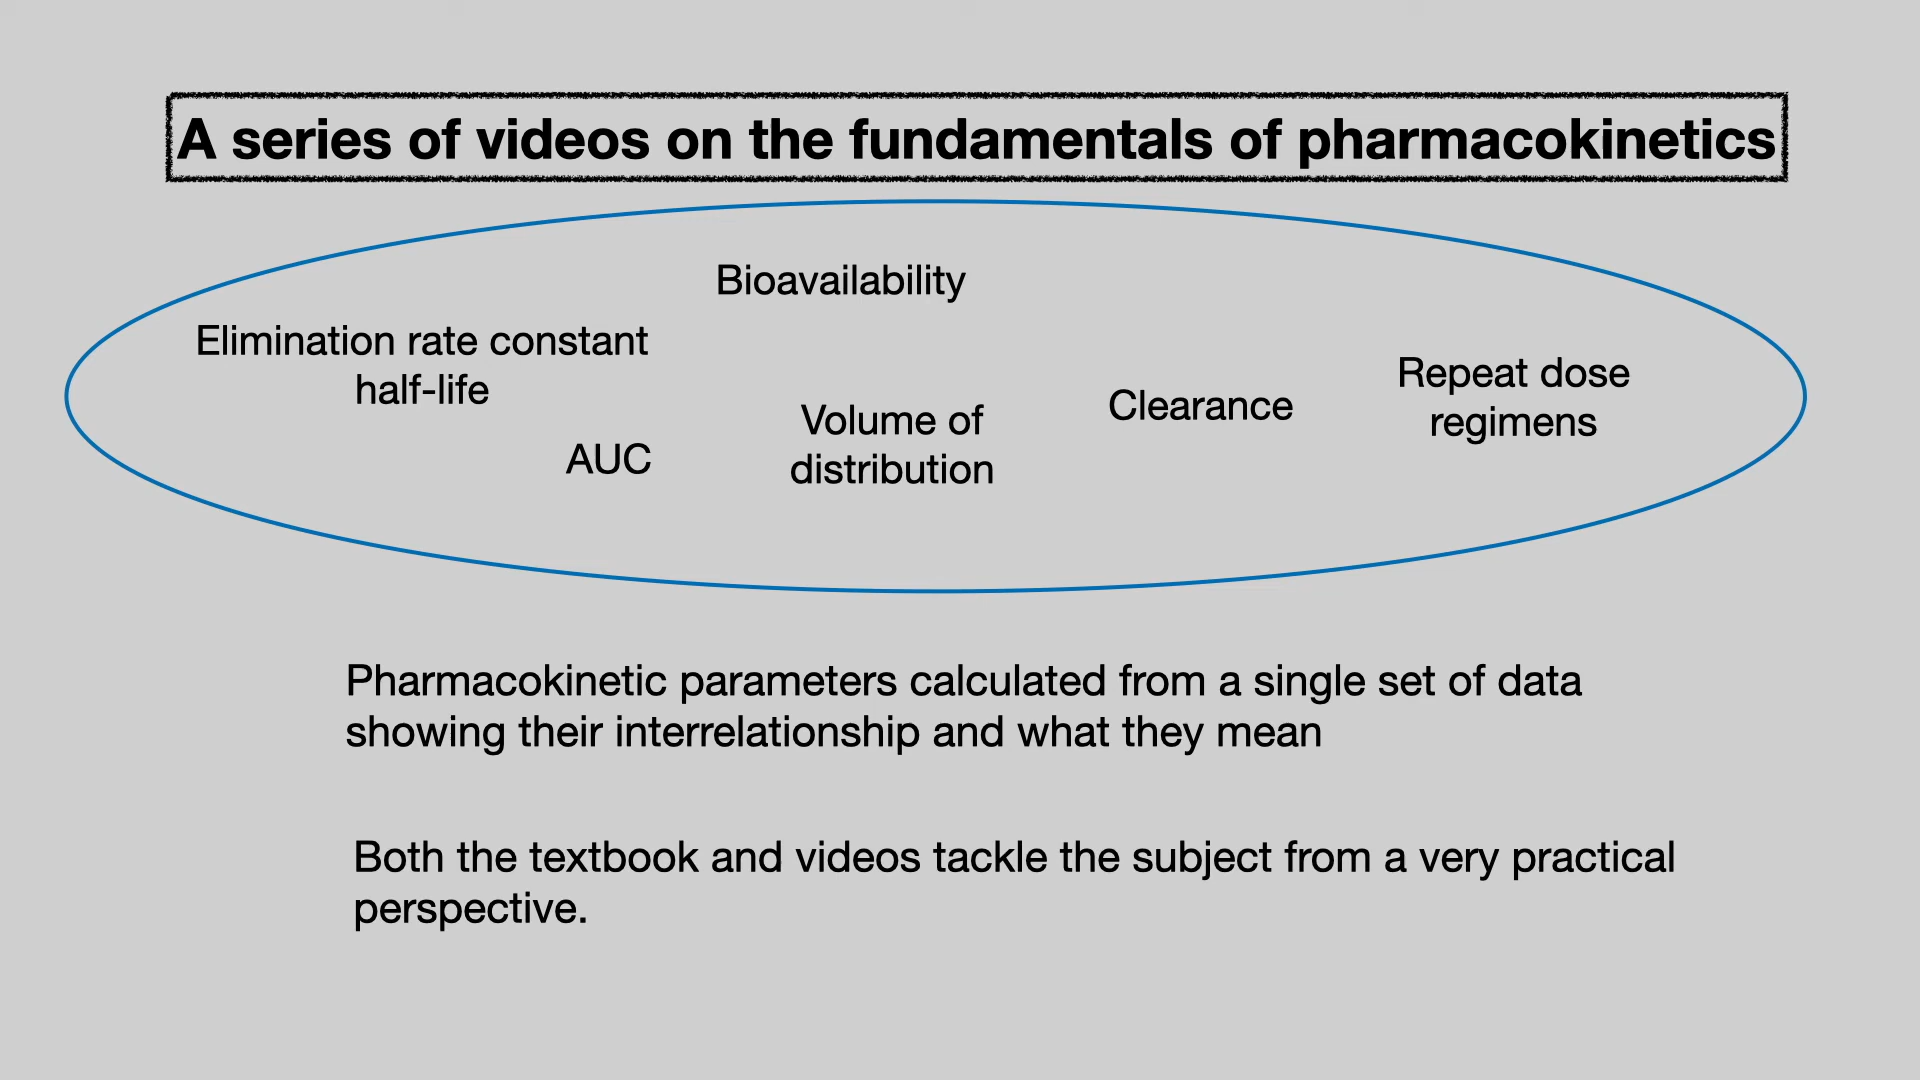 A series of videos on the fundamentals of pharmacokinetics
Bioavailability
Elimination rate constant
half-life
AUC
Volume of
distribution
Clearance
Repeat dose
regimens
Pharmacokinetic parameters calculated from a single set of data
showing their interrelationship and what they mean
Both the textbook and videos tackle the subject from a very practical
perspective.